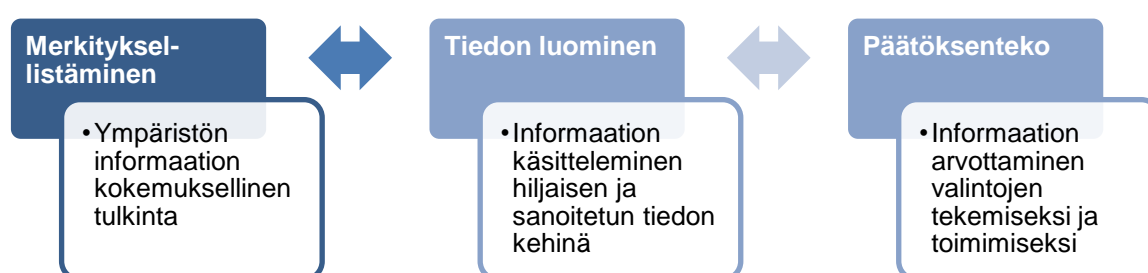 Merkityksel-
listäminen
•Ympäristön
informaation
kokemuksellinen
tulkinta
Tiedon luominen
•Informaation
käsitteleminen
hiljaisen ja
sanoitetun tiedon
kehinä
Päätöksenteko
•Informaation
arvottaminen
valintojen
tekemiseksi ja
toimimiseksi